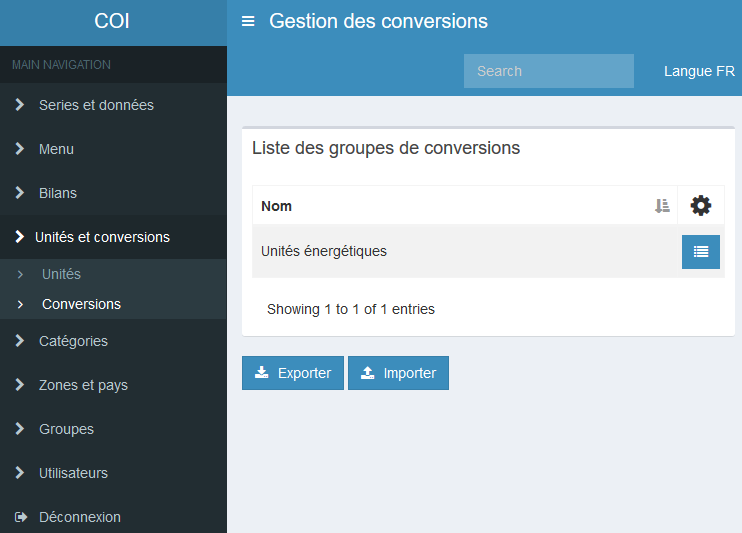 COI
Gestion des conversions
Search
Langue FR
MAIN NAVIGATION
Series et données
Menu
Bilans
Unités et conversions
Unités
Conversions
Catégories
Zones et pays
Groupes
Utilisateurs
Déconnexion
Liste des groupes de conversions
Nom
Unités énergétiques
Showing 1 to 1 of 1 entries
Exporter
Importer